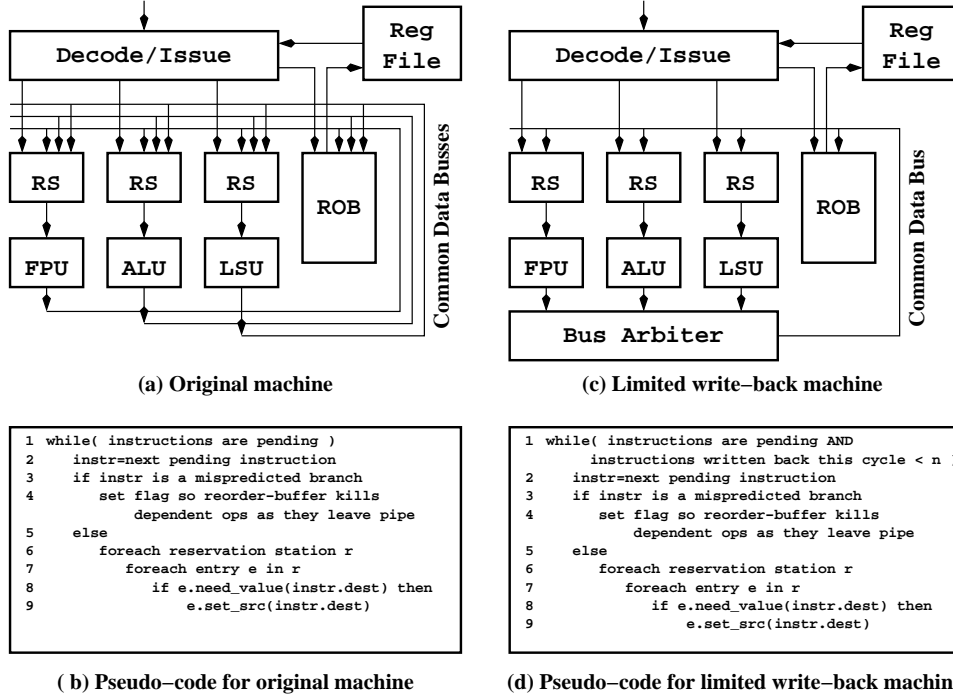 Decode/Issue
Reg
File
RS
RS
RS
ROB
FPU
ALU
LSU
Common Data Busses
(a) Original machine
Decode/Issue
Reg
File
RS
RS
RS
ROB
FPU
ALU
LSU
Bus Arbiter
Common Data Bus
(c) Limited write−back machine
1 while( instructions are pending )
2 instr=next pending instruction
3 if instr is a mispredicted branch
4 set flag so reorder-buffer kills
dependent ops as they leave pipe
5 else
6 foreach reservation station r
7 foreach entry e in r
8 if e.need_value(instr.dest) then
9 e.set_src(instr.dest)
( b) Pseudo−code for original machine
1 while( instructions are pending AND
instructions written back this cycle < n )
2 instr=next pending instruction
3 if instr is a mispredicted branch
4 set flag so reorder-buffer kills
dependent ops as they leave pipe
5 else
6 foreach reservation station r
7 foreach entry e in r
8 if e.need_value(instr.dest) then
9 e.set_src(instr.dest)
(d) Pseudo−code for limited write−back machin